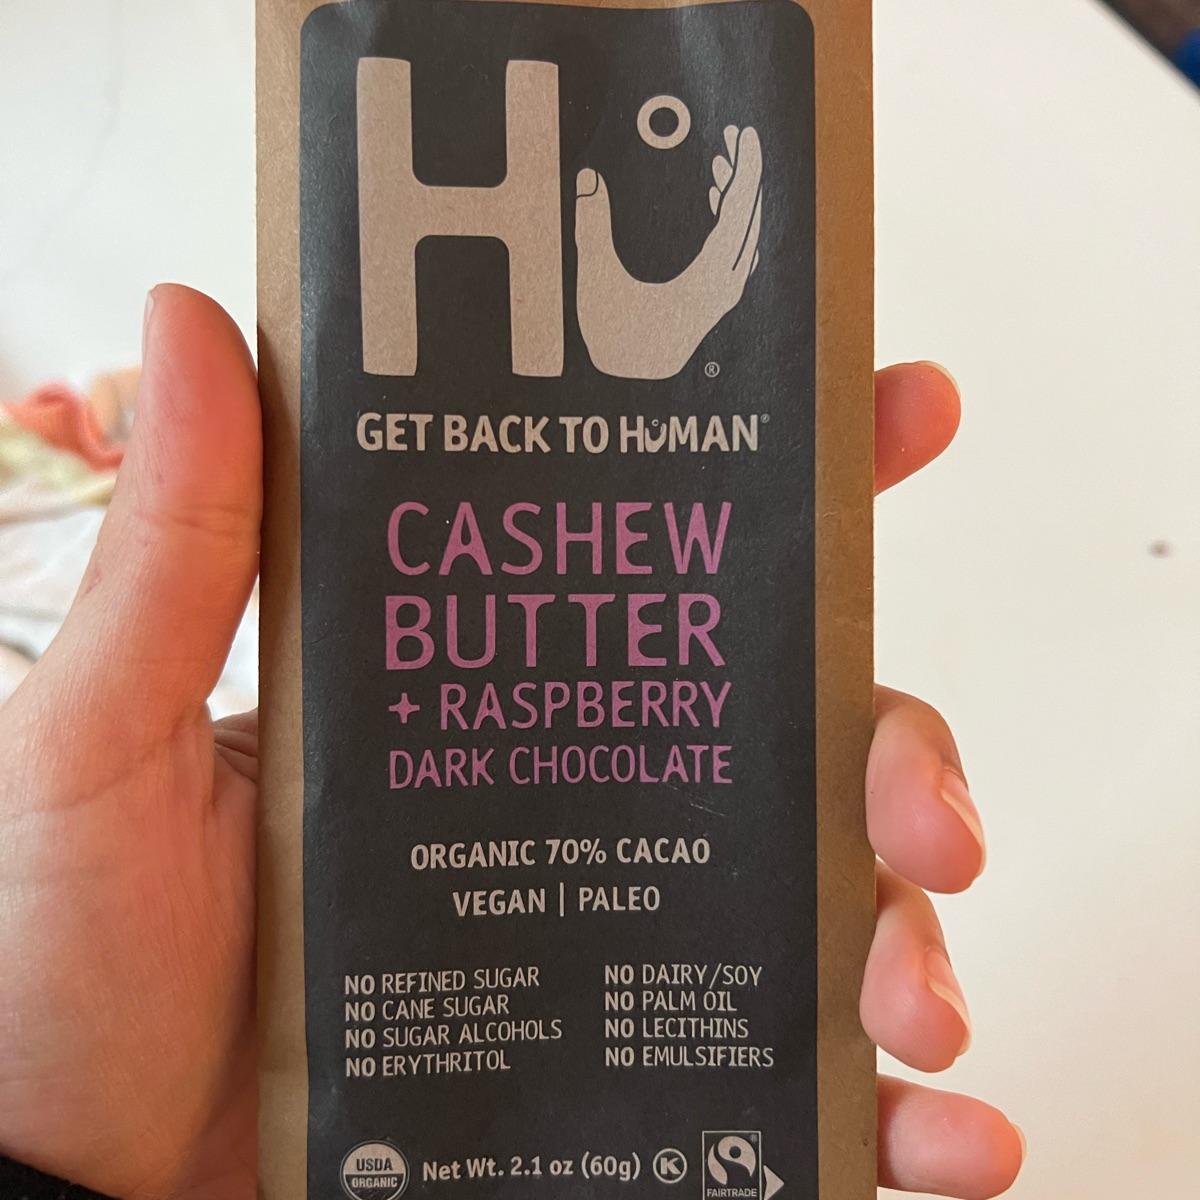 Hu®
GET BACK TO HUMAN®
CASHEW
BUTTER
+ RASPBERRY
DARK CHOCOLATE
ORGANIC 70% CACAO
VEGAN | PALEO
NO REFINED SUGAR
NO CANE SUGAR
NO SUGAR ALCOHOLS
NO ERYTHRITOL
NO DAIRY/SOY
NO PALM OIL
NO LECITHINS
NO EMULSIFIERS
USDA
ORGANIC
Net Wt. 2.1 oz (60g)
K
FAIRTRADE